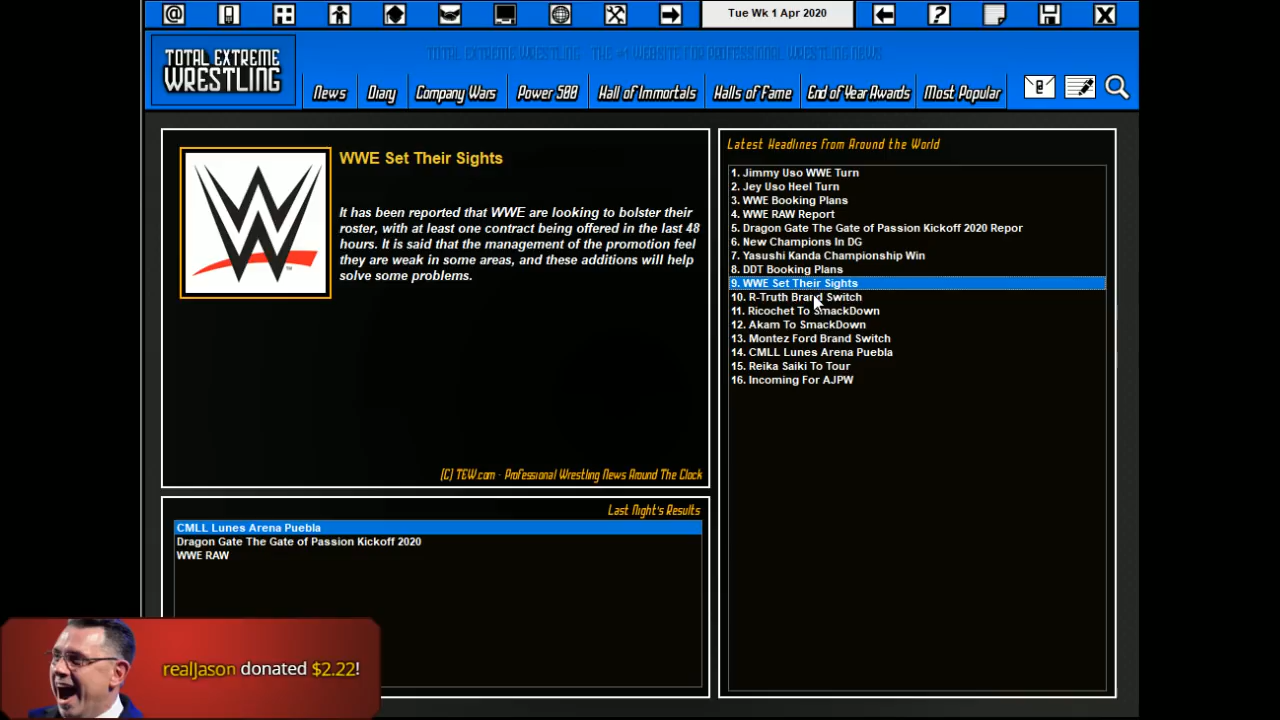 Tue Wk 1 Apr 2020
TOTAL EXTREME WRESTLING THE #1 WEBSITE FOR PROFESSIONAL WRESTLING NEWS
TOTAL EXTREME
WRESTLING
News
Diary
Company Wars
Power 500
Hall of Immortals
Halls of Fame
End of Year Awards
Most Popular
WWE Set Their Sights
It has been reported that WWE are looking to bolster their
roster, with at least one contract being offered in the last 48
hours. It is said that the management of the promotion feel
they are weak in some areas, and these additions will help
solve some problems.
(C) TEW.com - Professional Wrestling News Around The Clock
Latest Headlines From Around the World
1. Jimmy Uso WWE Turn
2. Jey Uso Heel Turn
3. WWE Booking Plans
4. WWE RAW Report
5. Dragon Gate The Gate of Passion Kickoff 2020 Repor
6. New Champions In DG
7. Yasushi Kanda Championship Win
8. DDT Booking Plans
9. WWE Set Their Sights
10. R-Truth Brand Switch
11. Ricochet To SmackDown
12. Akam To SmackDown
13. Montez Ford Brand Switch
14. CMLL Lunes Arena Puebla
15. Reika Saiki To Tour
16. Incoming For AJPW
Last Night's Results
CMLL Lunes Arena Puebla
Dragon Gate The Gate of Passion Kickoff 2020
WWE RAW
realJason donated $2.22!